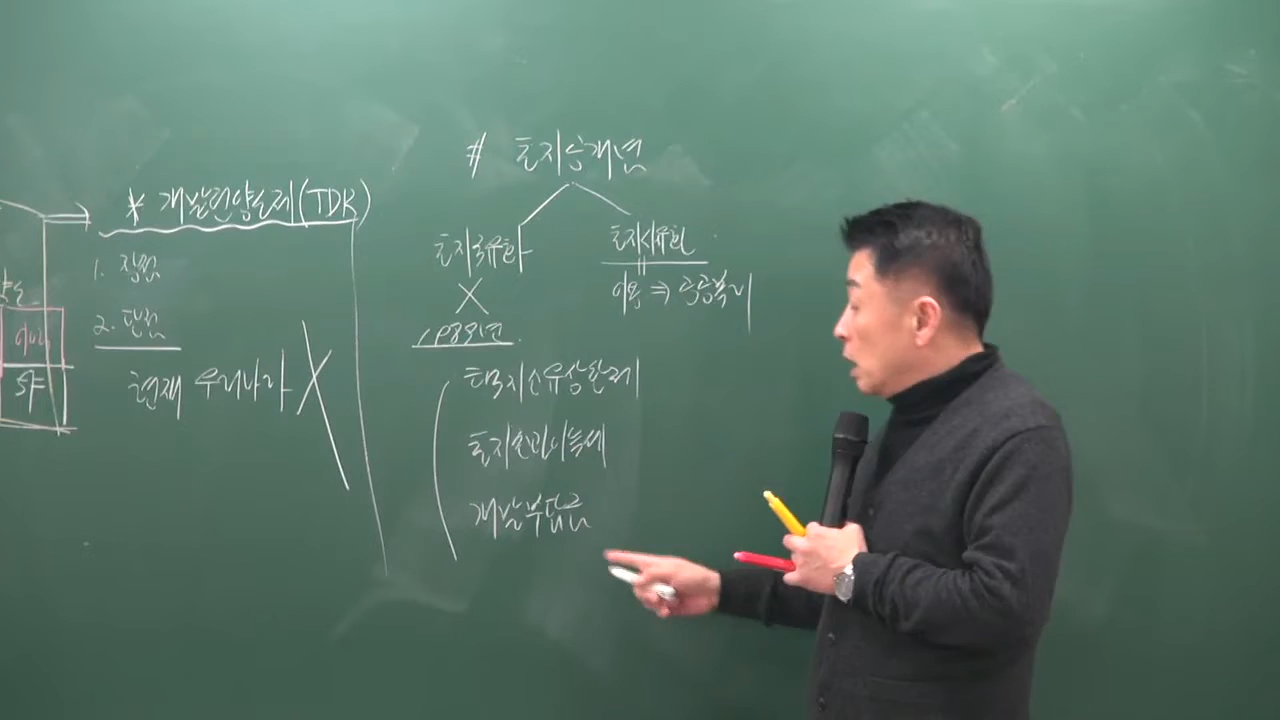 * 개발권양도제(TDR)
1. 장점
2. 단점
현재 우리나라 X
# 토지공개념
토지국유화
토지사유화
X
이용 ⇒ 공공복리
1980년
택지소유상한제
토지초과이득세
개발부담금